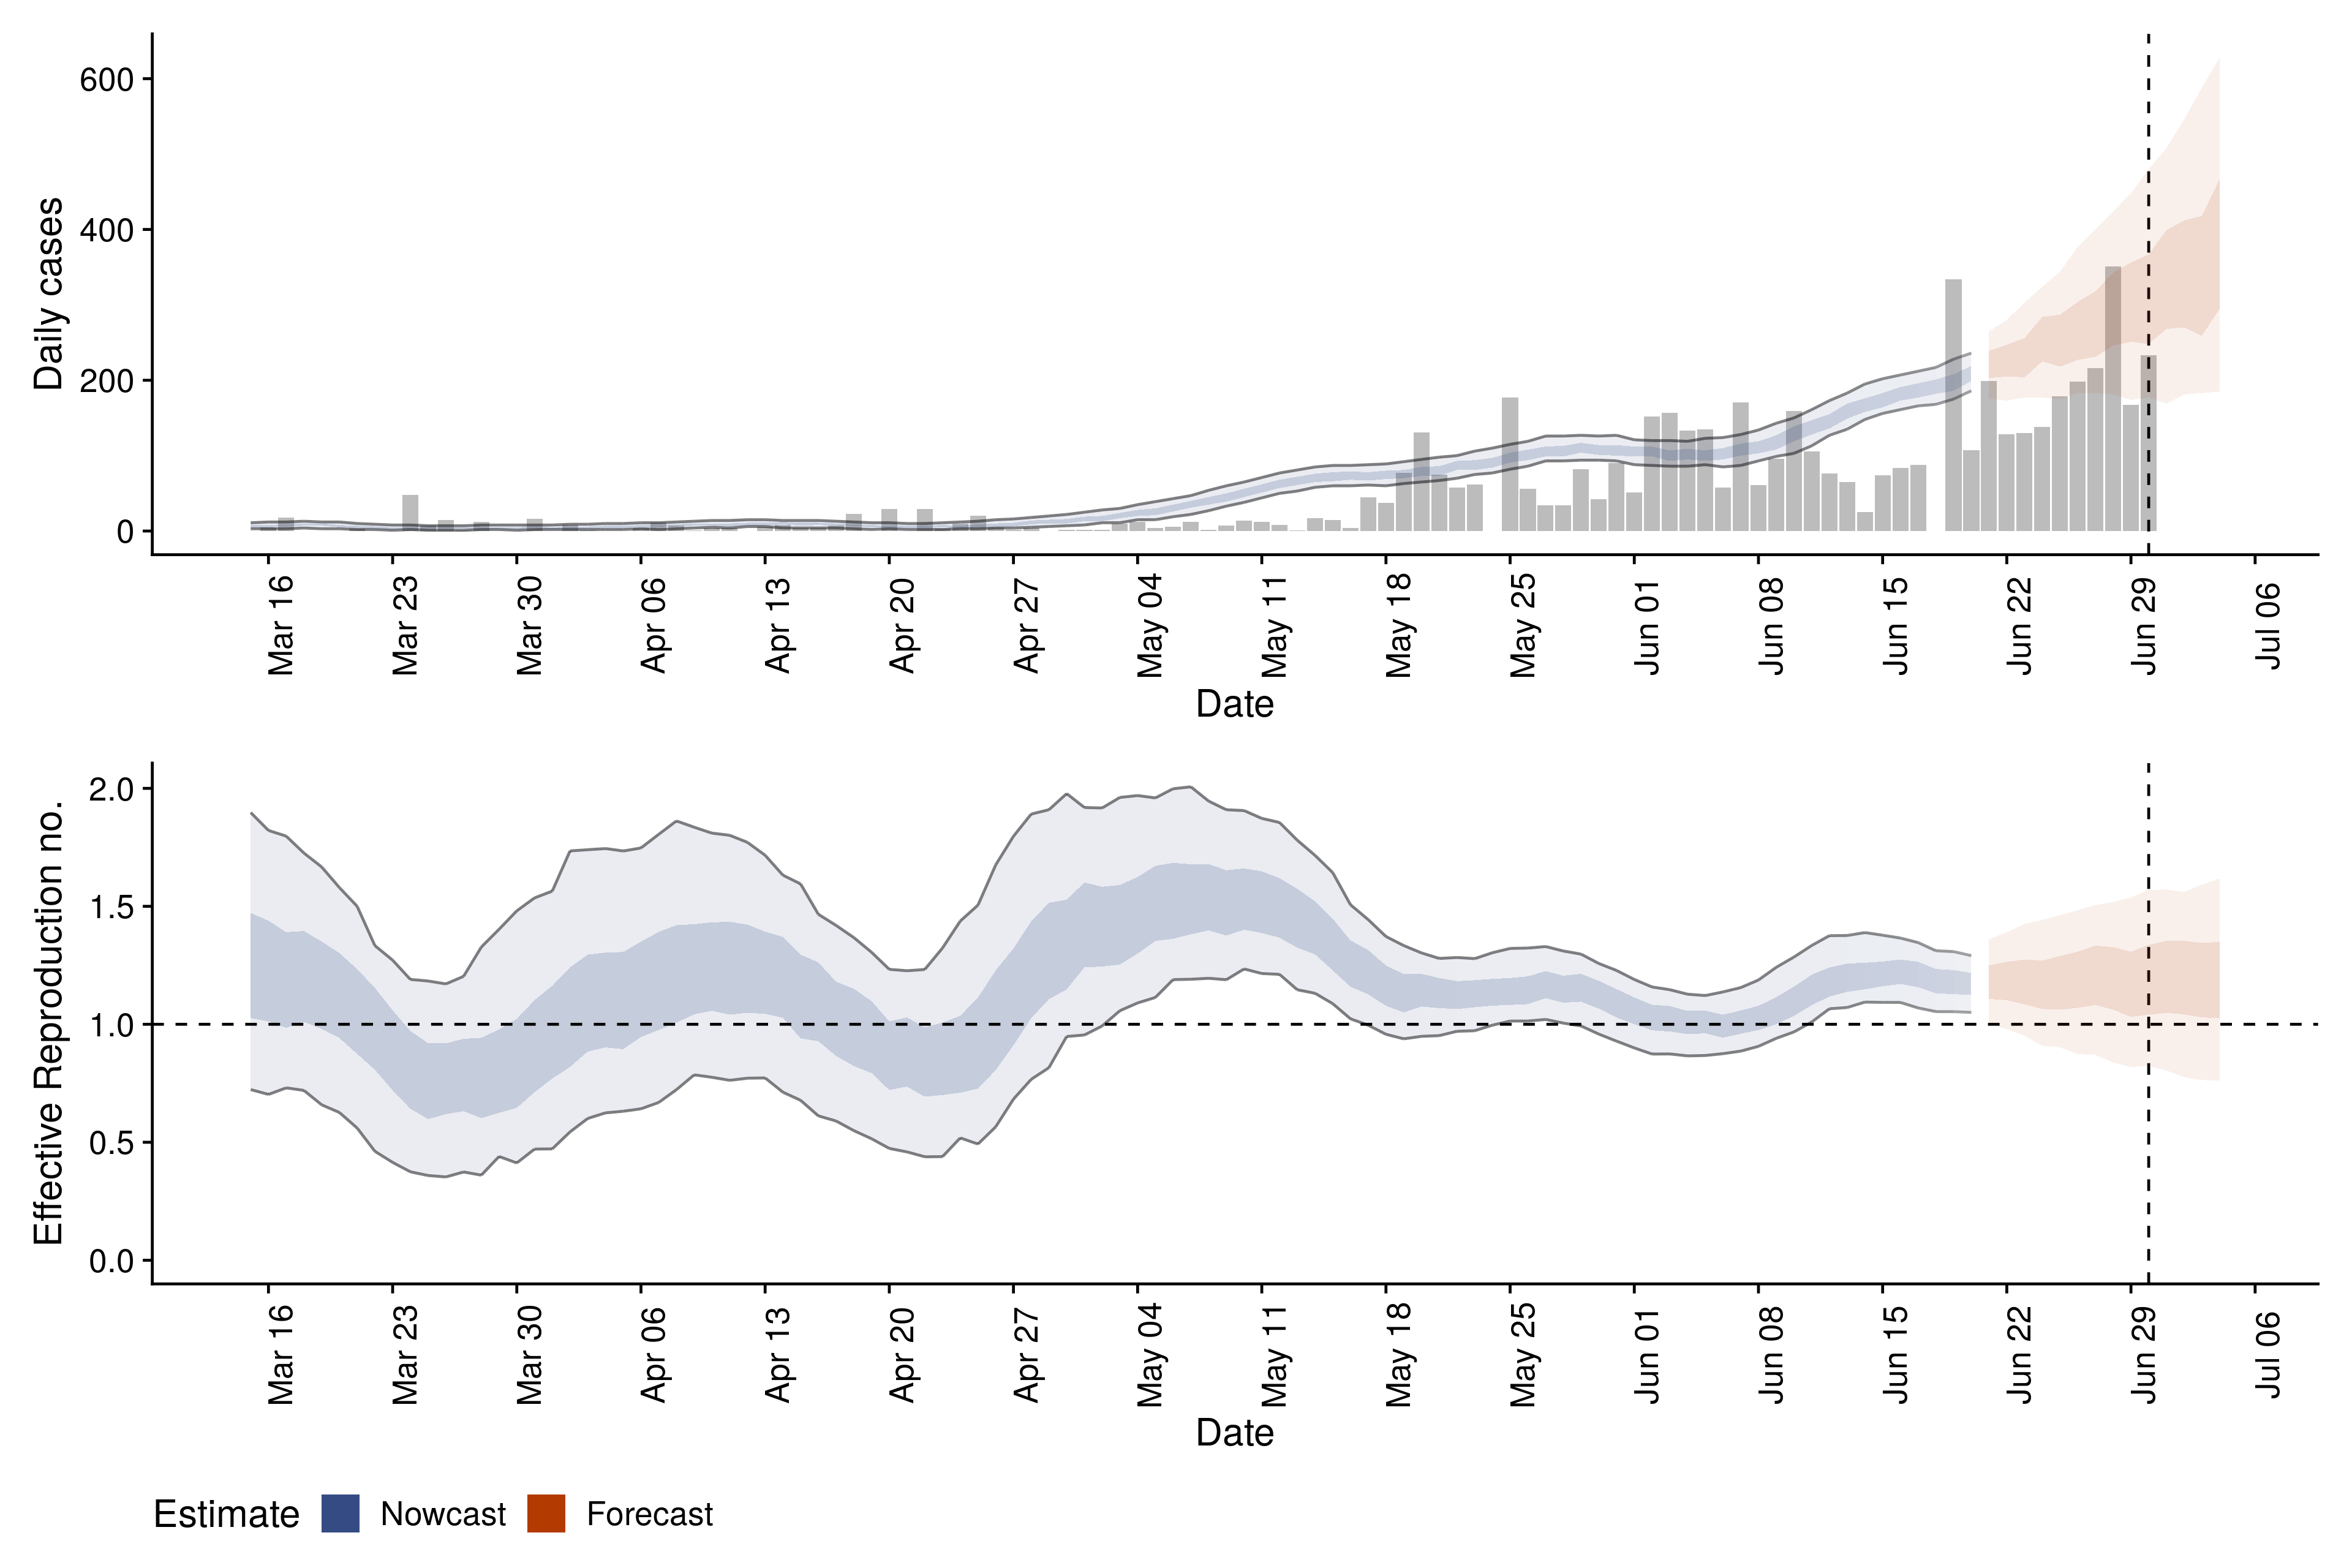 Daily cases
600
400
200
0
Mar 16
Mar 23
Mar 30
Apr 06
Apr 13
Apr 20
Apr 27
May 04
May 11
May 18
May 25
Jun 01
Jun 08
Jun 15
Jun 22
Jun 29
Jul 06
Date
Effective Reproduction no.
2.0
1.5
1.0
0.5
0.0
Mar 16
Mar 23
Mar 30
Apr 06
Apr 13
Apr 20
Apr 27
May 04
May 11
May 18
May 25
Jun 01
Jun 08
Jun 15
Jun 22
Jun 29
Jul 06
Date
Estimate Nowcast Forecast